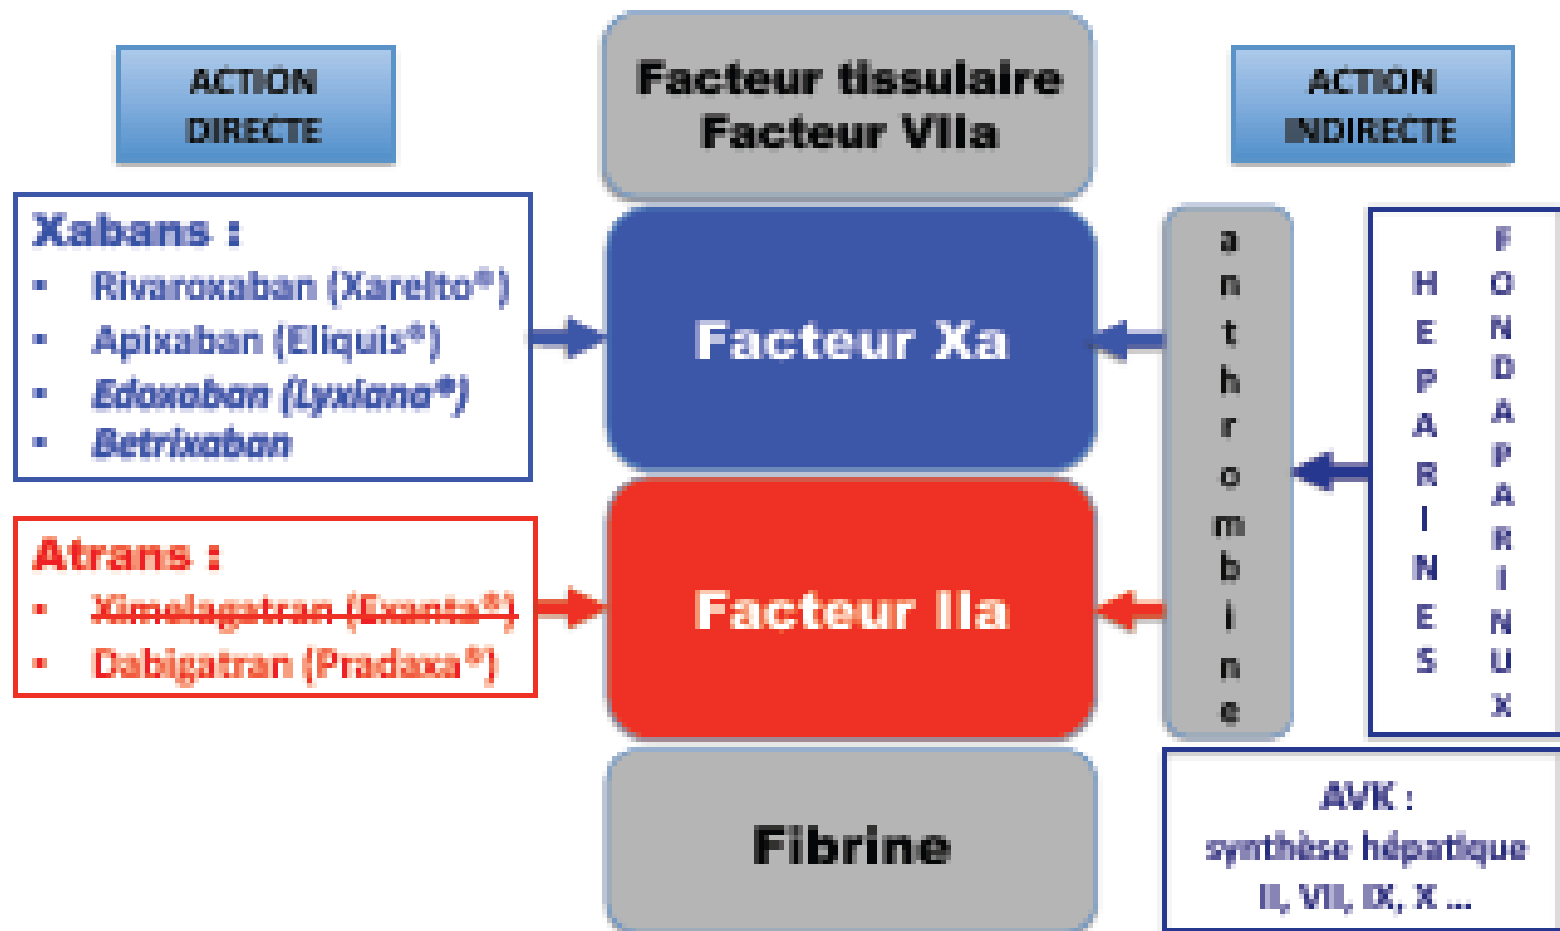 ACTION
DIRECTE
Facteur tissulaire
Facteur VIIa
ACTION
INDIRECTE
Xabans :
• Rivaroxaban (Xarelto®)
• Apixaban (Eliquis®)
• Edoxaban (Lyxiana®)
• Betrixaban
Facteur Xa
anthrombine
HEPARINES
FONDAPARINUX
Atrans :
• Ximelagatran (Exanta®)
• Dabigatran (Pradaxa®)
Facteur IIa
Fibrine
AVK :
synthèse hépatique
II, VII, IX, X ...